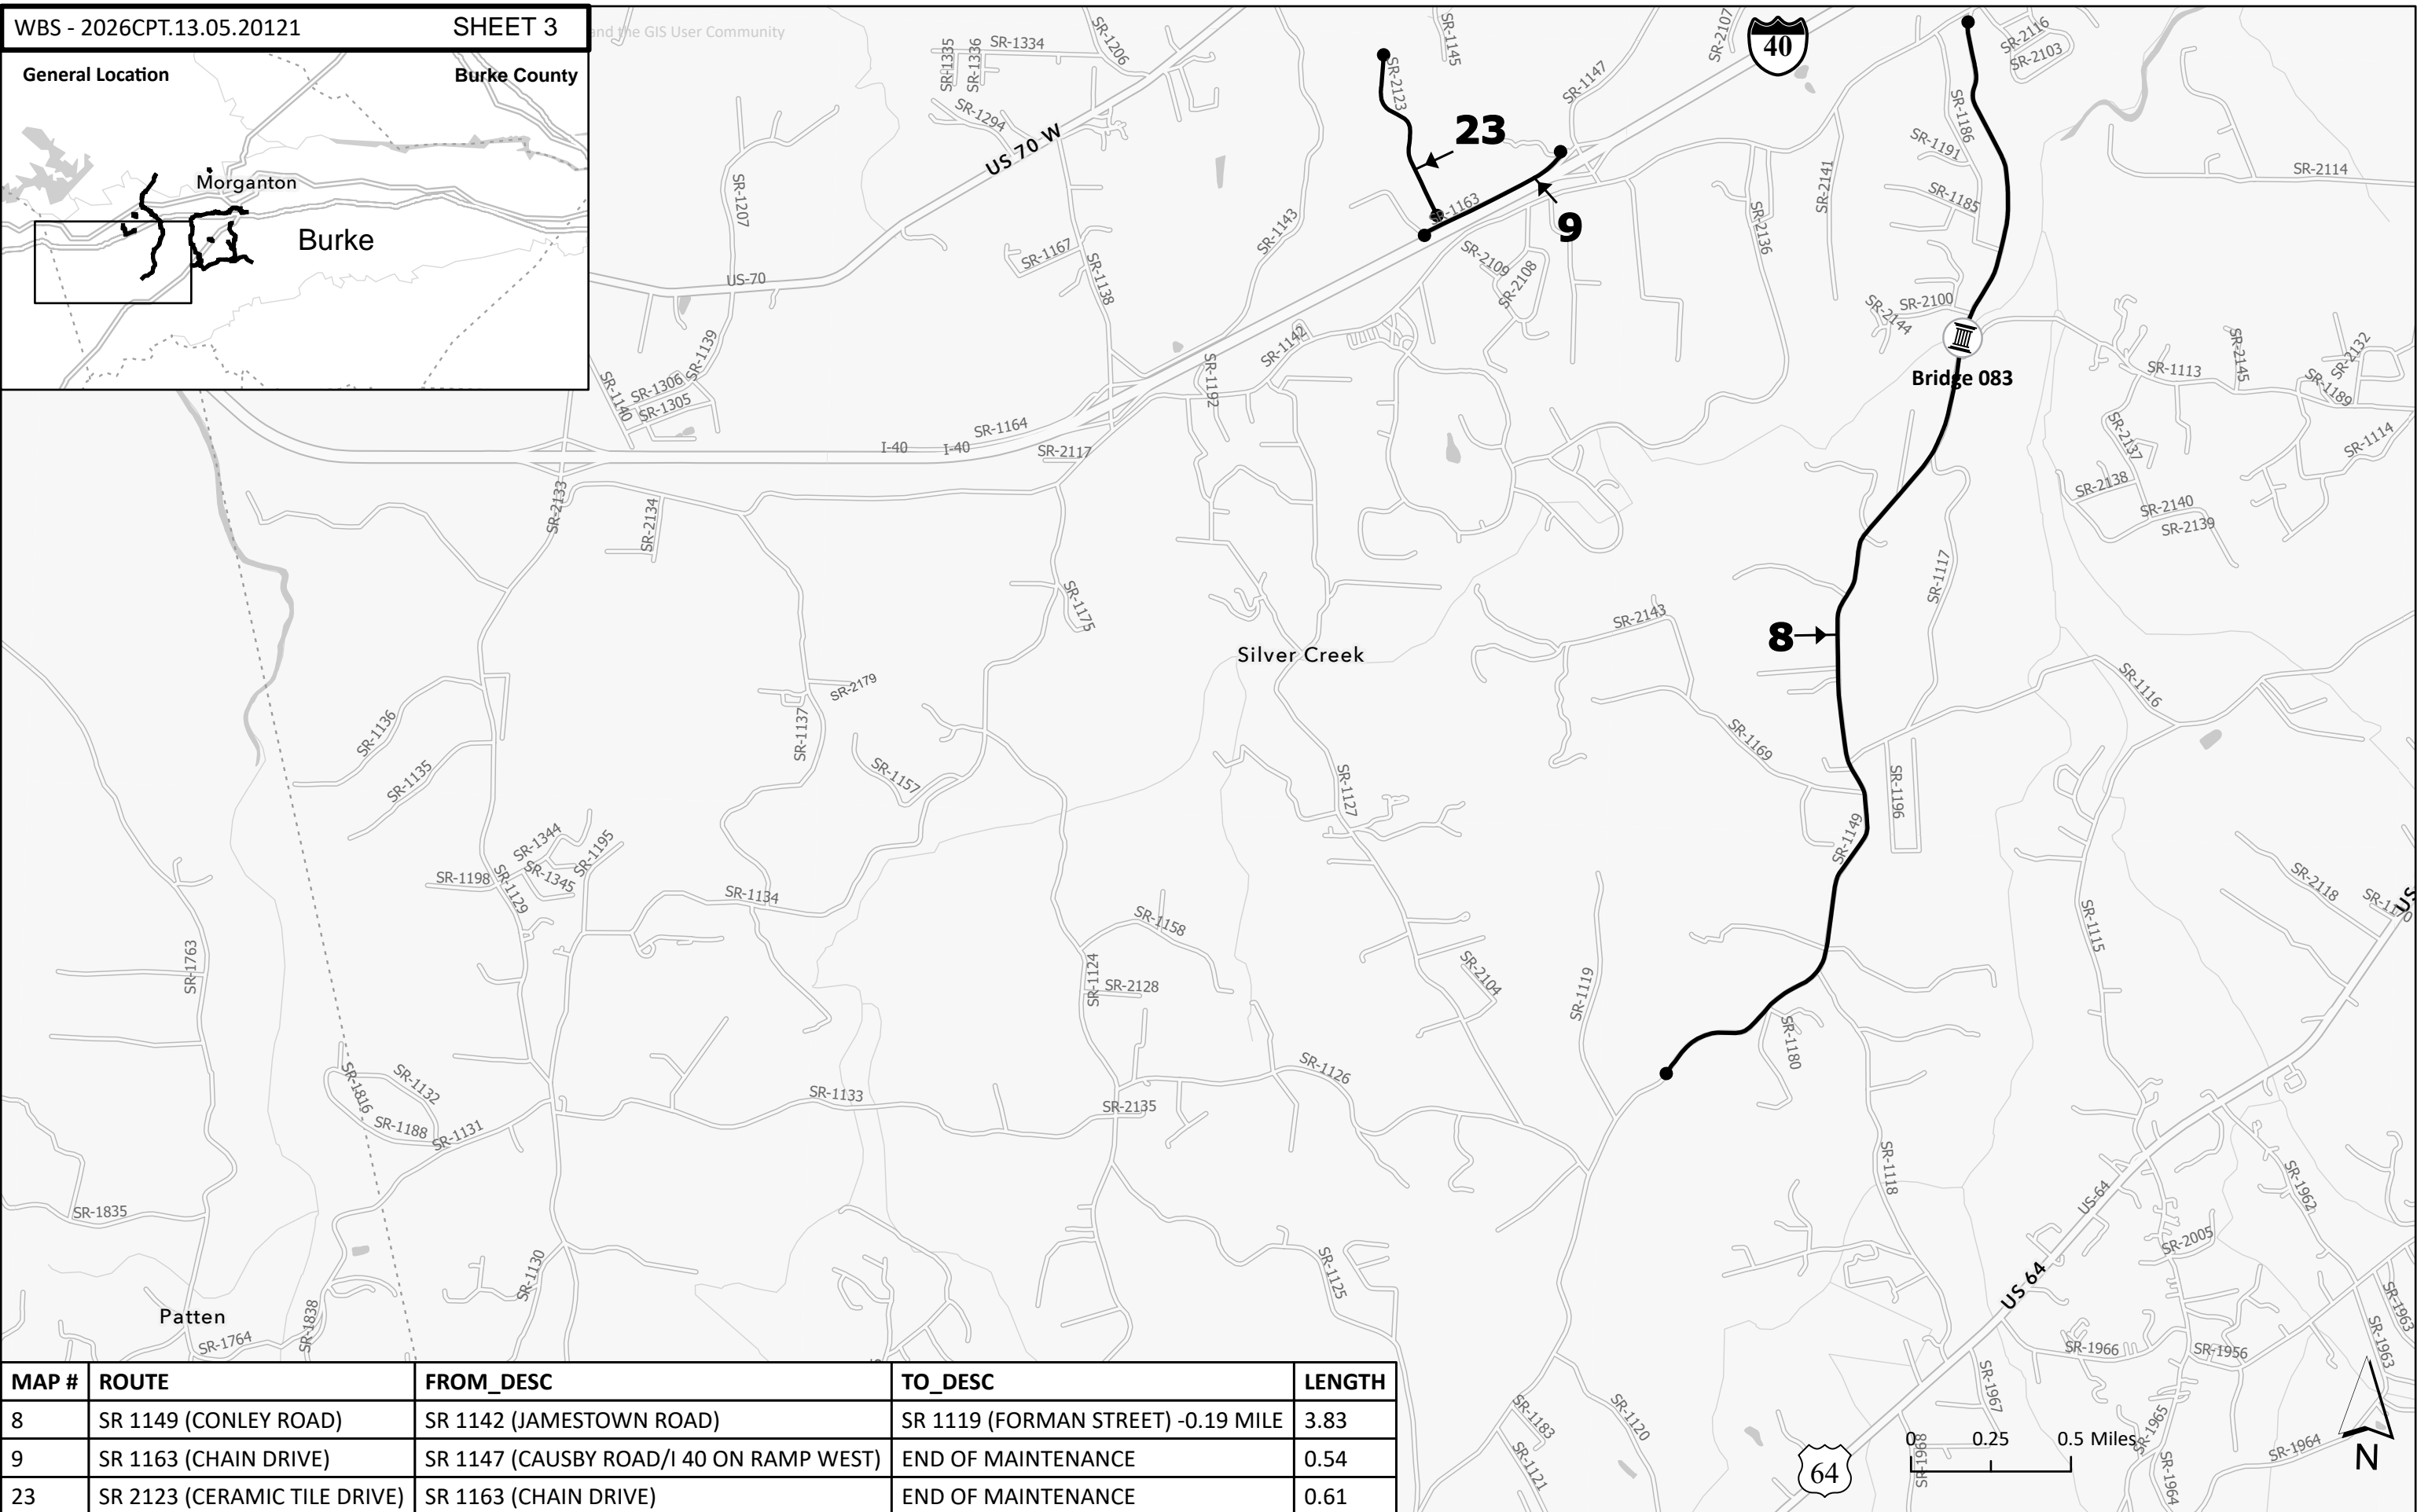 WBS - 2026CPT.13.05.20121 SHEET 3
General Location Burke County
Morganton
Burke
and the GIS User Community
SR-1334
SR-1335
SR-1336
SR-1206
SR-1294
US 70 W
SR-1207
US-70
SR-1167
SR-1138
SR-1143
SR-1139
SR-1140
SR-1306
SR-1305
SR-1145
SR-2123
23
SR-1147
SR-2107
40
SR-1163
9
SR-2109
SR-2108
SR-2136
SR-2141
SR-2116
SR-2103
SR-1186
SR-1191
SR-1185
SR-2114
SR-2100
SR-2144
Bridge 083
SR-1113
SR-2145
SR-2132
SR-1189
SR-1114
SR-2137
SR-2138
SR-2140
SR-2139
SR-1142
SR-1192
SR-1164
I-40
I-40
SR-2117
SR-2133
SR-2134
SR-1175
Silver Creek
SR-2143
8
SR-1117
SR-1116
SR-1169
SR-1196
SR-1149
SR-2179
SR-1137
SR-1136
SR-1135
SR-1157
SR-1127
SR-1344
SR-1345
SR-1195
SR-1198
SR-1129
SR-1134
SR-1158
SR-1124
SR-2128
SR-2104
SR-1119
SR-1180
SR-1115
SR-2118
SR-1170
US
SR-1763
SR-1816
SR-1132
SR-1188
SR-1131
SR-1133
SR-2135
SR-1126
SR-1118
SR-1962
US-64
SR-2005
US 64
SR-1835
SR-1130
SR-1125
Patten
SR-1764
SR-1838
SR-1966
SR-1956
SR-1963
SR-1963
SR-1967
SR-1965
SR-1968
SR-1964
SR-1964
SR-1183
SR-1121
SR-1120
64
0 0.25 0.5 Miles
N
MAP # ROUTE FROM_DESC TO_DESC LENGTH
8 SR 1149 (CONLEY ROAD) SR 1142 (JAMESTOWN ROAD) SR 1119 (FORMAN STREET) -0.19 MILE 3.83
9 SR 1163 (CHAIN DRIVE) SR 1147 (CAUSBY ROAD/I 40 ON RAMP WEST) END OF MAINTENANCE 0.54
23 SR 2123 (CERAMIC TILE DRIVE) SR 1163 (CHAIN DRIVE) END OF MAINTENANCE 0.61